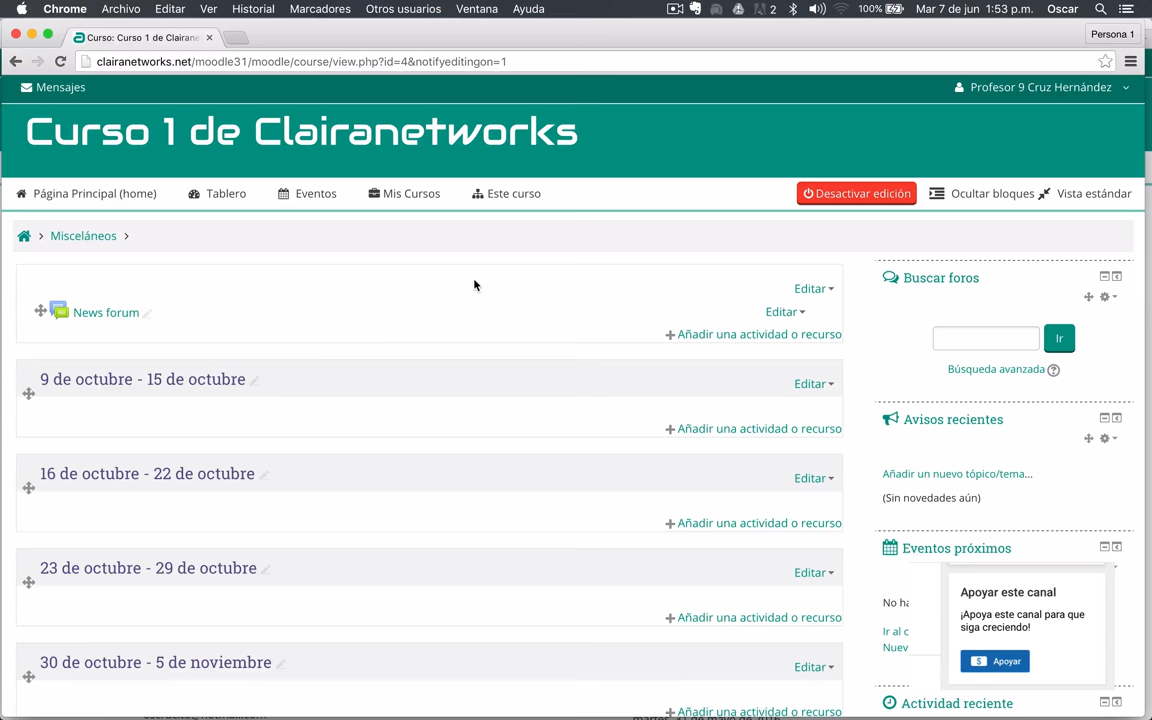 Chrome Archivo Editar Ver Historial Marcadores Otros usuarios Ventana Ayuda 2 100% Mar 7 de jun 1:53 p.m. Oscar
Curso: Curso 1 de Clairane
Persona 1
clairanetworks.net/moodle31/moodle/course/view.php?id=4&notifyeditingon=1
Mensajes
Profesor 9 Cruz Hernández
Curso 1 de Clairanetworks
Página Principal (home) Tablero Eventos Mis Cursos Este curso
Desactivar edición Ocultar bloques Vista estándar
Misceláneos
Editar
News forum
Editar
Añadir una actividad o recurso
9 de octubre - 15 de octubre
Editar
Añadir una actividad o recurso
16 de octubre - 22 de octubre
Editar
Añadir una actividad o recurso
23 de octubre - 29 de octubre
Editar
Añadir una actividad o recurso
30 de octubre - 5 de noviembre
Editar
Añadir una actividad o recurso
Buscar foros
Ir
Búsqueda avanzada
Avisos recientes
Añadir un nuevo tópico/tema...
(Sin novedades aún)
Eventos próximos
No ha
Ir al c
Nuev
Apoyar este canal
¡Apoya este canal para que
siga creciendo!
$ Apoyar
Actividad reciente